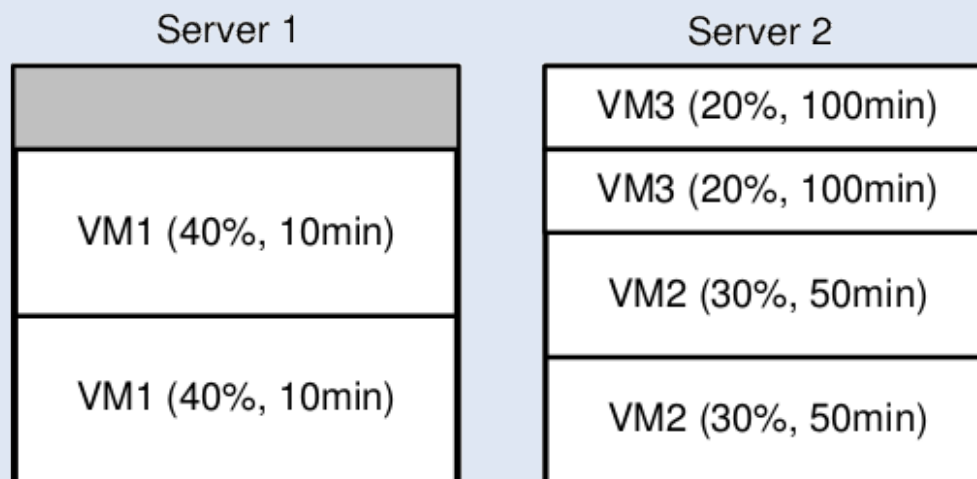 Server 1
Server 2
VM1 (40%, 10min)
VM1 (40%, 10min)
VM3 (20%, 100min)
VM3 (20%, 100min)
VM2 (30%, 50min)
VM2 (30%, 50min)